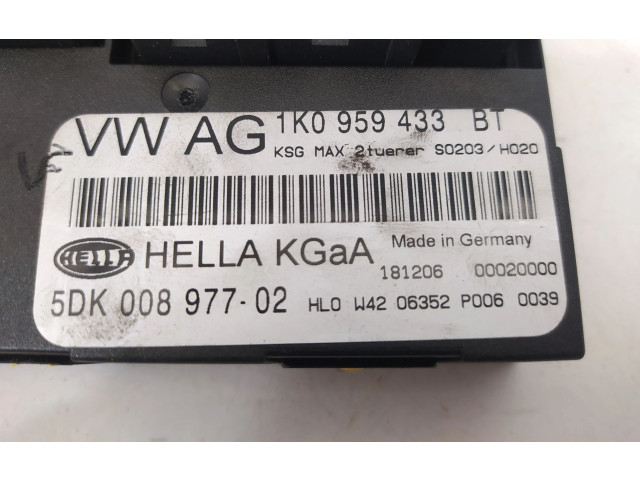 VW AG 1K0 959 433 BT
KSG MAX 2tuerer S0203/H020
HELLA HELLA KGaA Made in Germany
181206 00020000
5DK 008 977-02 HL0 W42 06352 P006 0039